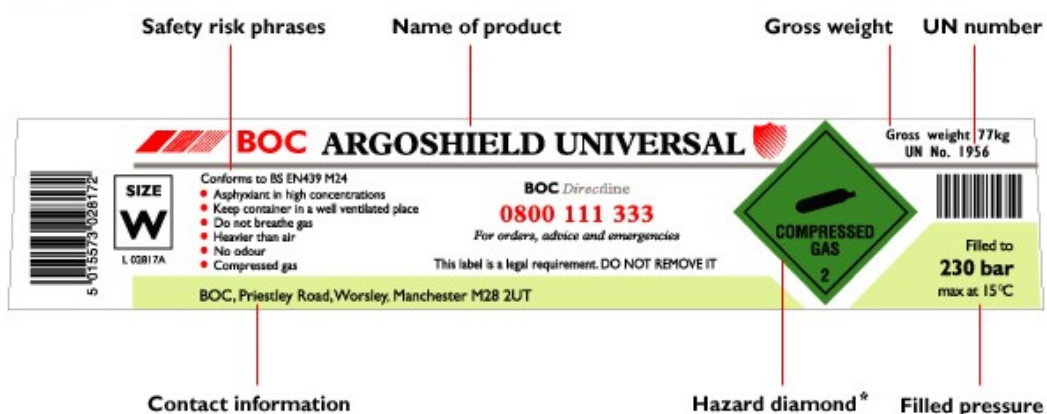 Safety risk phrases
Name of product
Gross weight
UN number
BOC ARGOSHIELD UNIVERSAL
Gross weight 77kg
UN No. 1956
5 015573 028172
SIZE
W
L 02817A
Conforms to BS EN439 M24
Asphyxiant in high concentrations
Keep container in a well ventilated place
Do not breathe gas
Heavier than air
No odour
Compressed gas
BOC Directline
0800 111 333
For orders, advice and emergencies
This label is a legal requirement. DO NOT REMOVE IT
COMPRESSED
GAS
2
Filled to
230 bar
max at 15°C
BOC, Priestley Road, Worsley, Manchester M28 2UT
Contact information
Hazard diamond*
Filled pressure